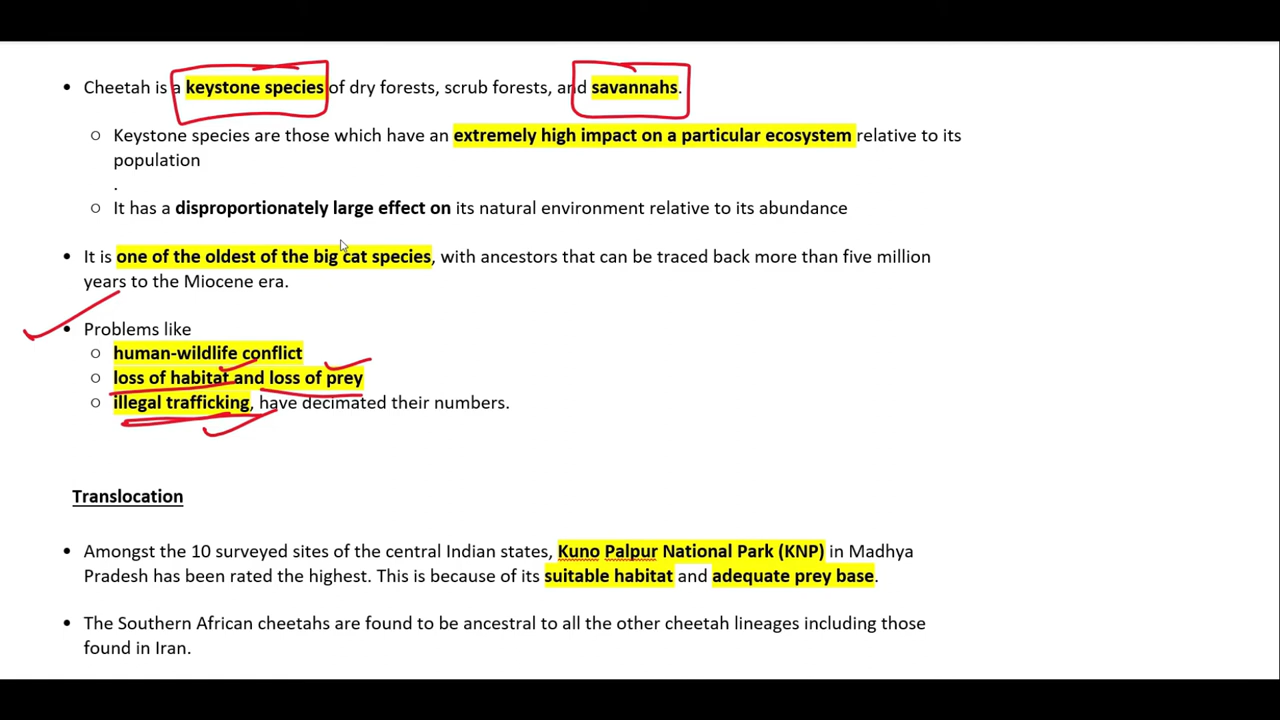 • Cheetah is a keystone species of dry forests, scrub forests, and savannahs.
○ Keystone species are those which have an extremely high impact on a particular ecosystem relative to its
population
.
○ It has a disproportionately large effect on its natural environment relative to its abundance
• It is one of the oldest of the big cat species, with ancestors that can be traced back more than five million
years to the Miocene era.
• Problems like
○ human-wildlife conflict
○ loss of habitat and loss of prey
○ illegal trafficking, have decimated their numbers.
Translocation
• Amongst the 10 surveyed sites of the central Indian states, Kuno Palpur National Park (KNP) in Madhya
Pradesh has been rated the highest. This is because of its suitable habitat and adequate prey base.
• The Southern African cheetahs are found to be ancestral to all the other cheetah lineages including those
found in Iran.